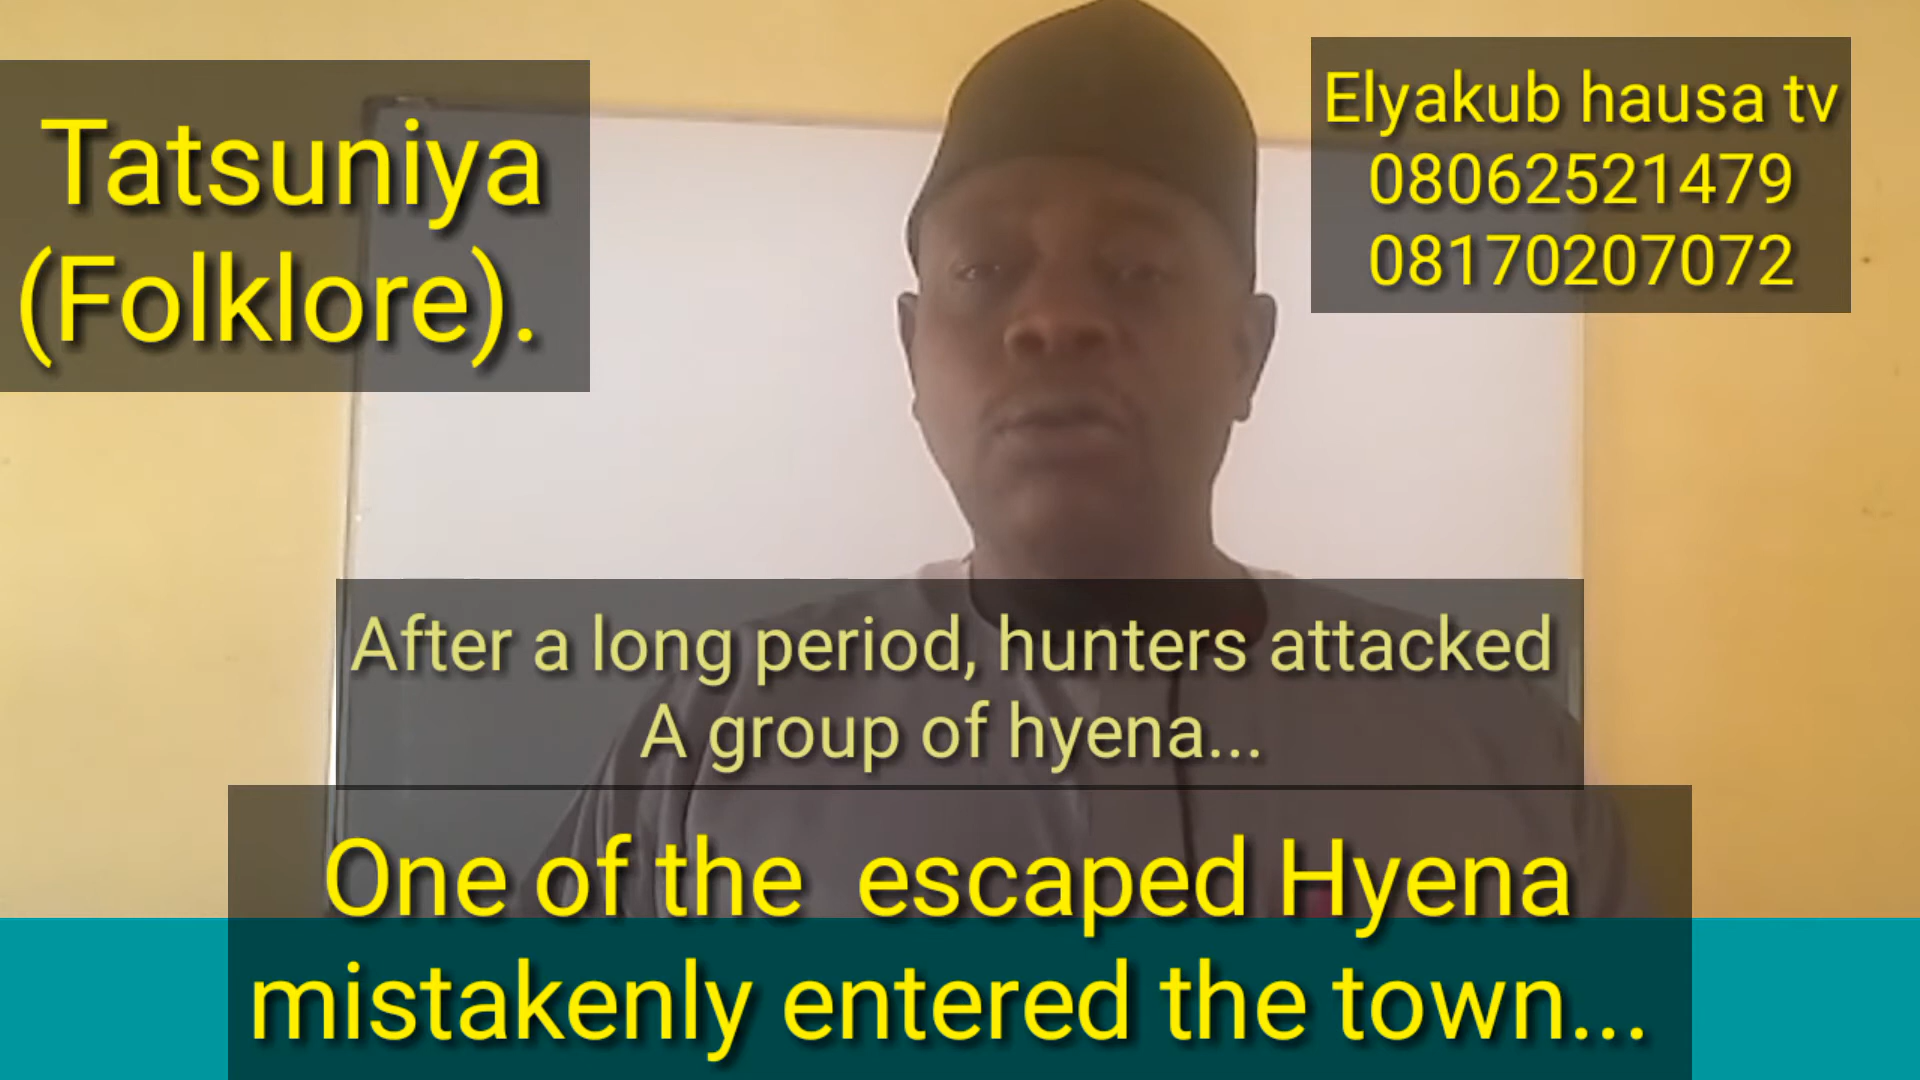 Tatsuniya
(Folklore).
Elyakub hausa tv
08062521479
08170207072
After a long period, hunters attacked
A group of hyena...
One of the escaped Hyena
mistakenly entered the town...